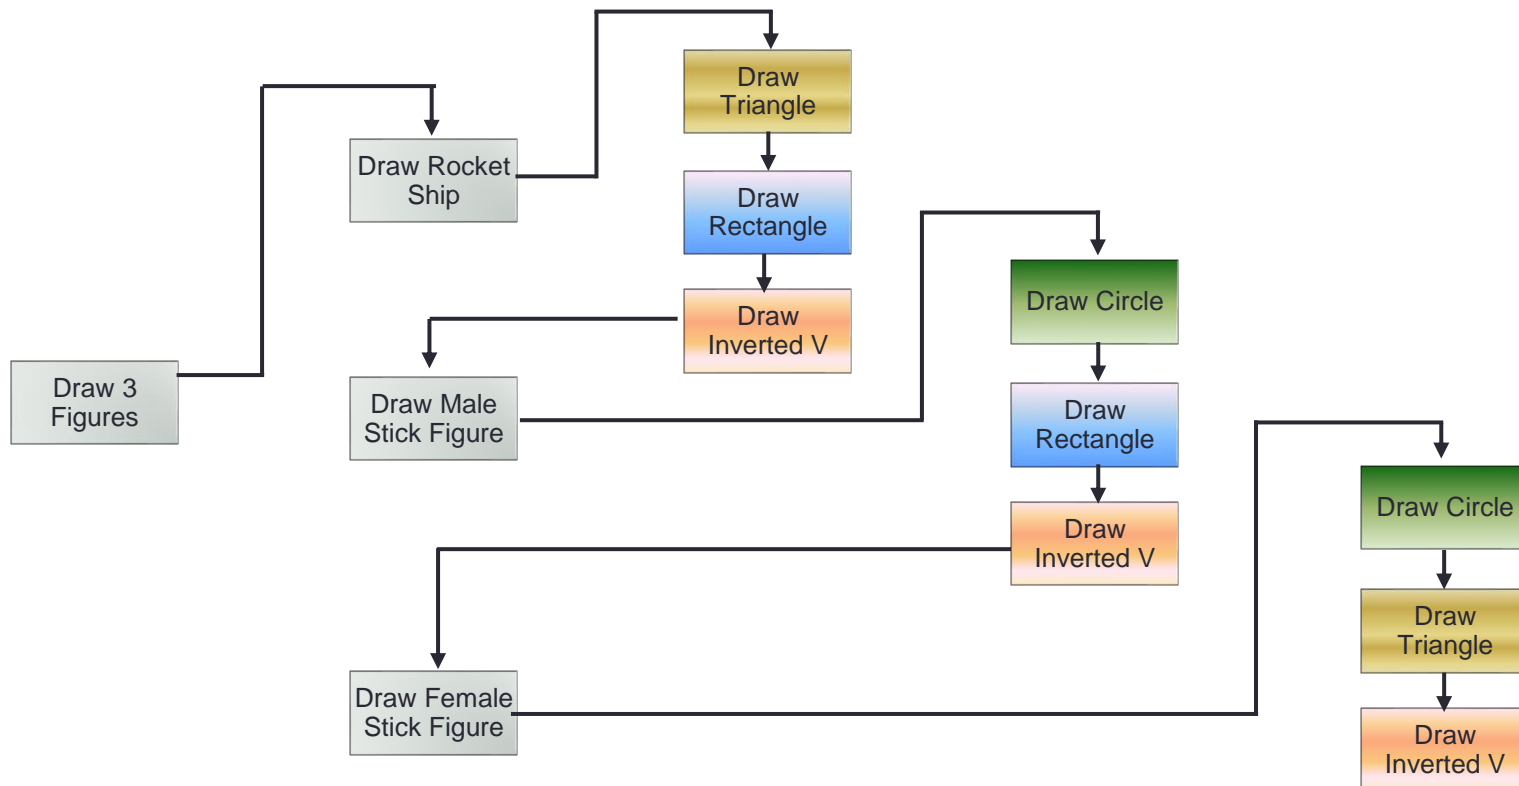 Draw 3
Figures
Draw Rocket
Ship
Draw
Triangle
Draw
Rectangle
Draw
Inverted V
Draw Male
Stick Figure
Draw Circle
Draw
Rectangle
Draw
Inverted V
Draw Female
Stick Figure
Draw Circle
Draw
Triangle
Draw
Inverted V